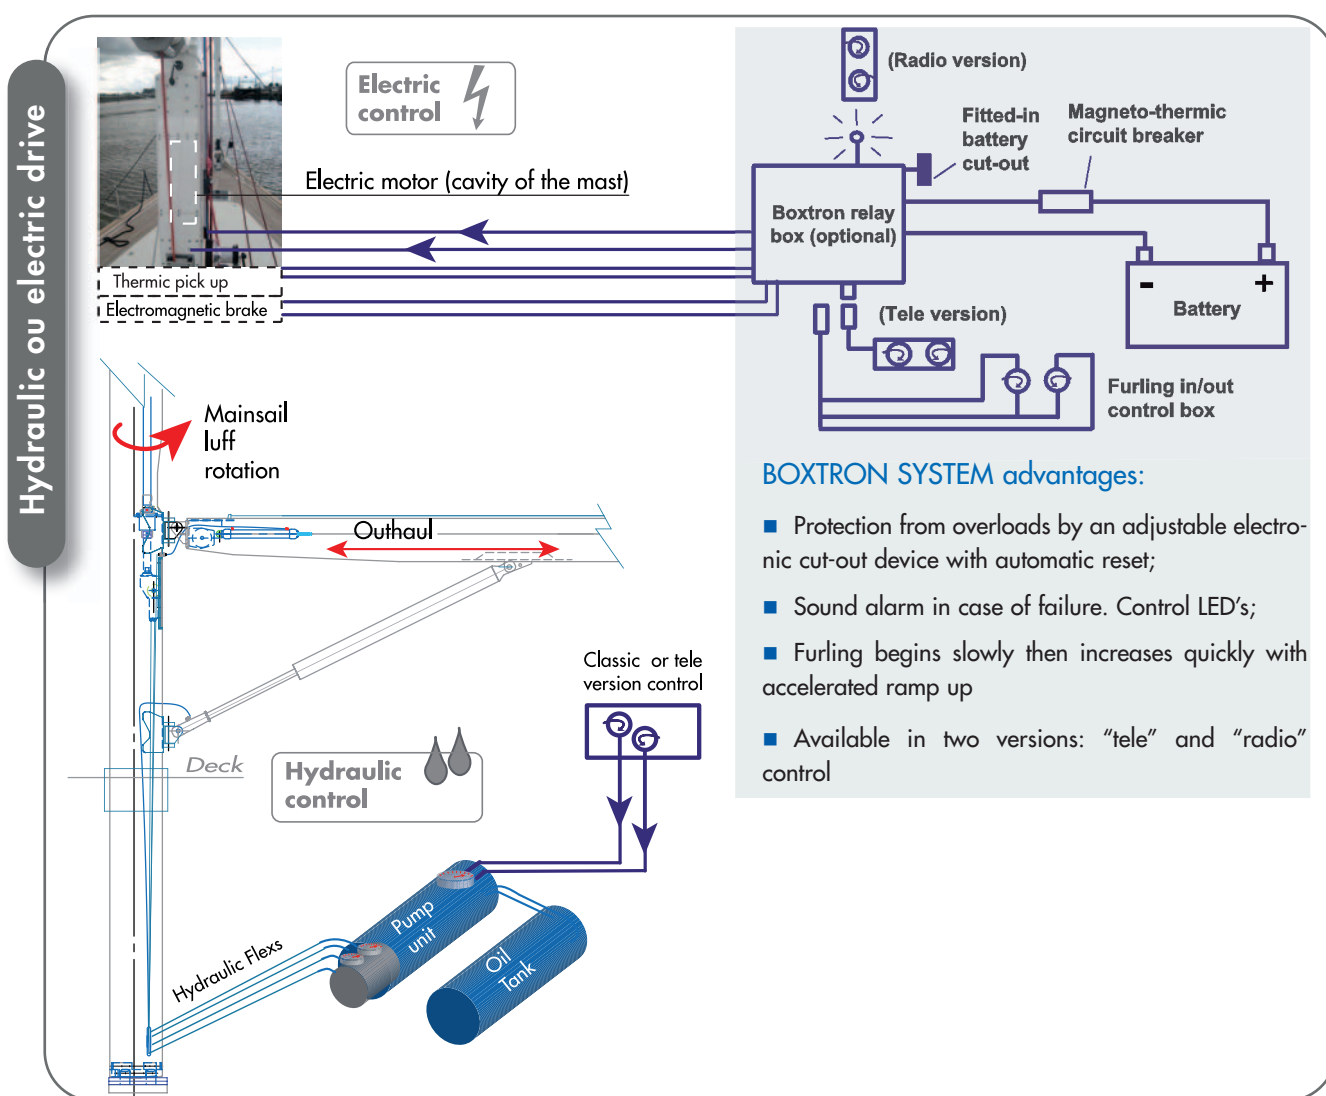 Hydraulic ou electric drive
Electric
control
Electric motor (cavity of the mast)
Thermic pick up
Electromagnetic brake
(Radio version)
Fitted-in
battery
cut-out
Magneto-thermic
circuit breaker
Boxtron relay
box (optional)
- +
Battery
(Tele version)
Furling in/out
control box
Mainsail
luff
rotation
Outhaul
Classic or tele
version control
Deck
Hydraulic
control
Pump
unit
Oil
Tank
Hydraulic Flexs
BOXTRON SYSTEM advantages:
■ Protection from overloads by an adjustable electro-
nic cut-out device with automatic reset;
■ Sound alarm in case of failure. Control LED's;
■ Furling begins slowly then increases quickly with
accelerated ramp up
■ Available in two versions: “tele” and “radio”
control